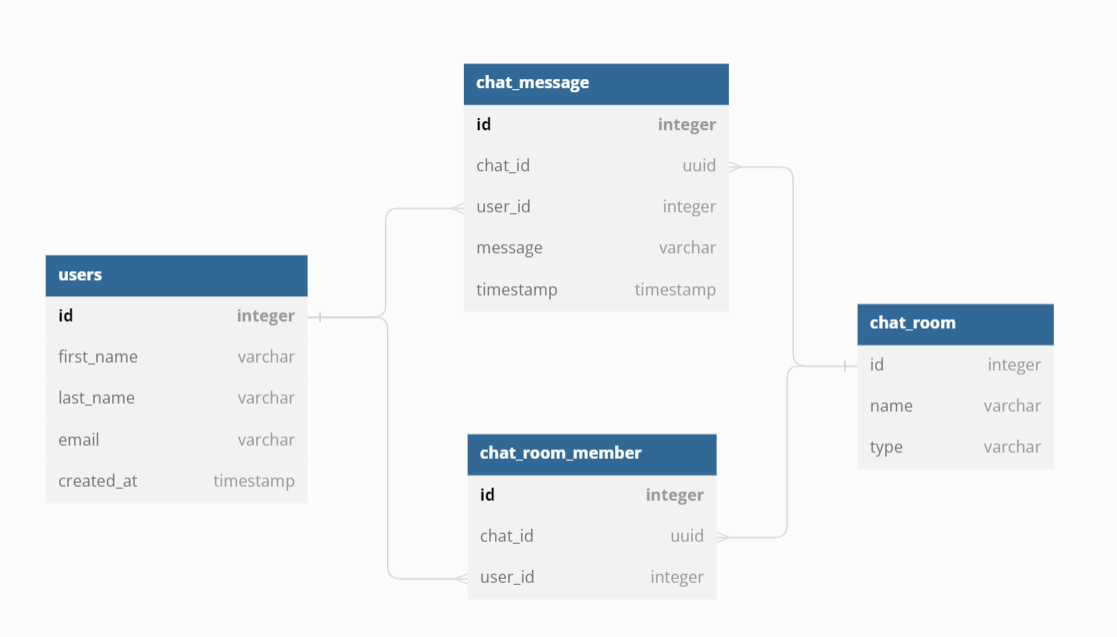 chat_message
id integer
chat_id uuid
user_id integer
message varchar
timestamp timestamp
users
id integer
first_name varchar
last_name varchar
email varchar
created_at timestamp
chat_room
id integer
name varchar
type varchar
chat_room_member
id integer
chat_id uuid
user_id integer